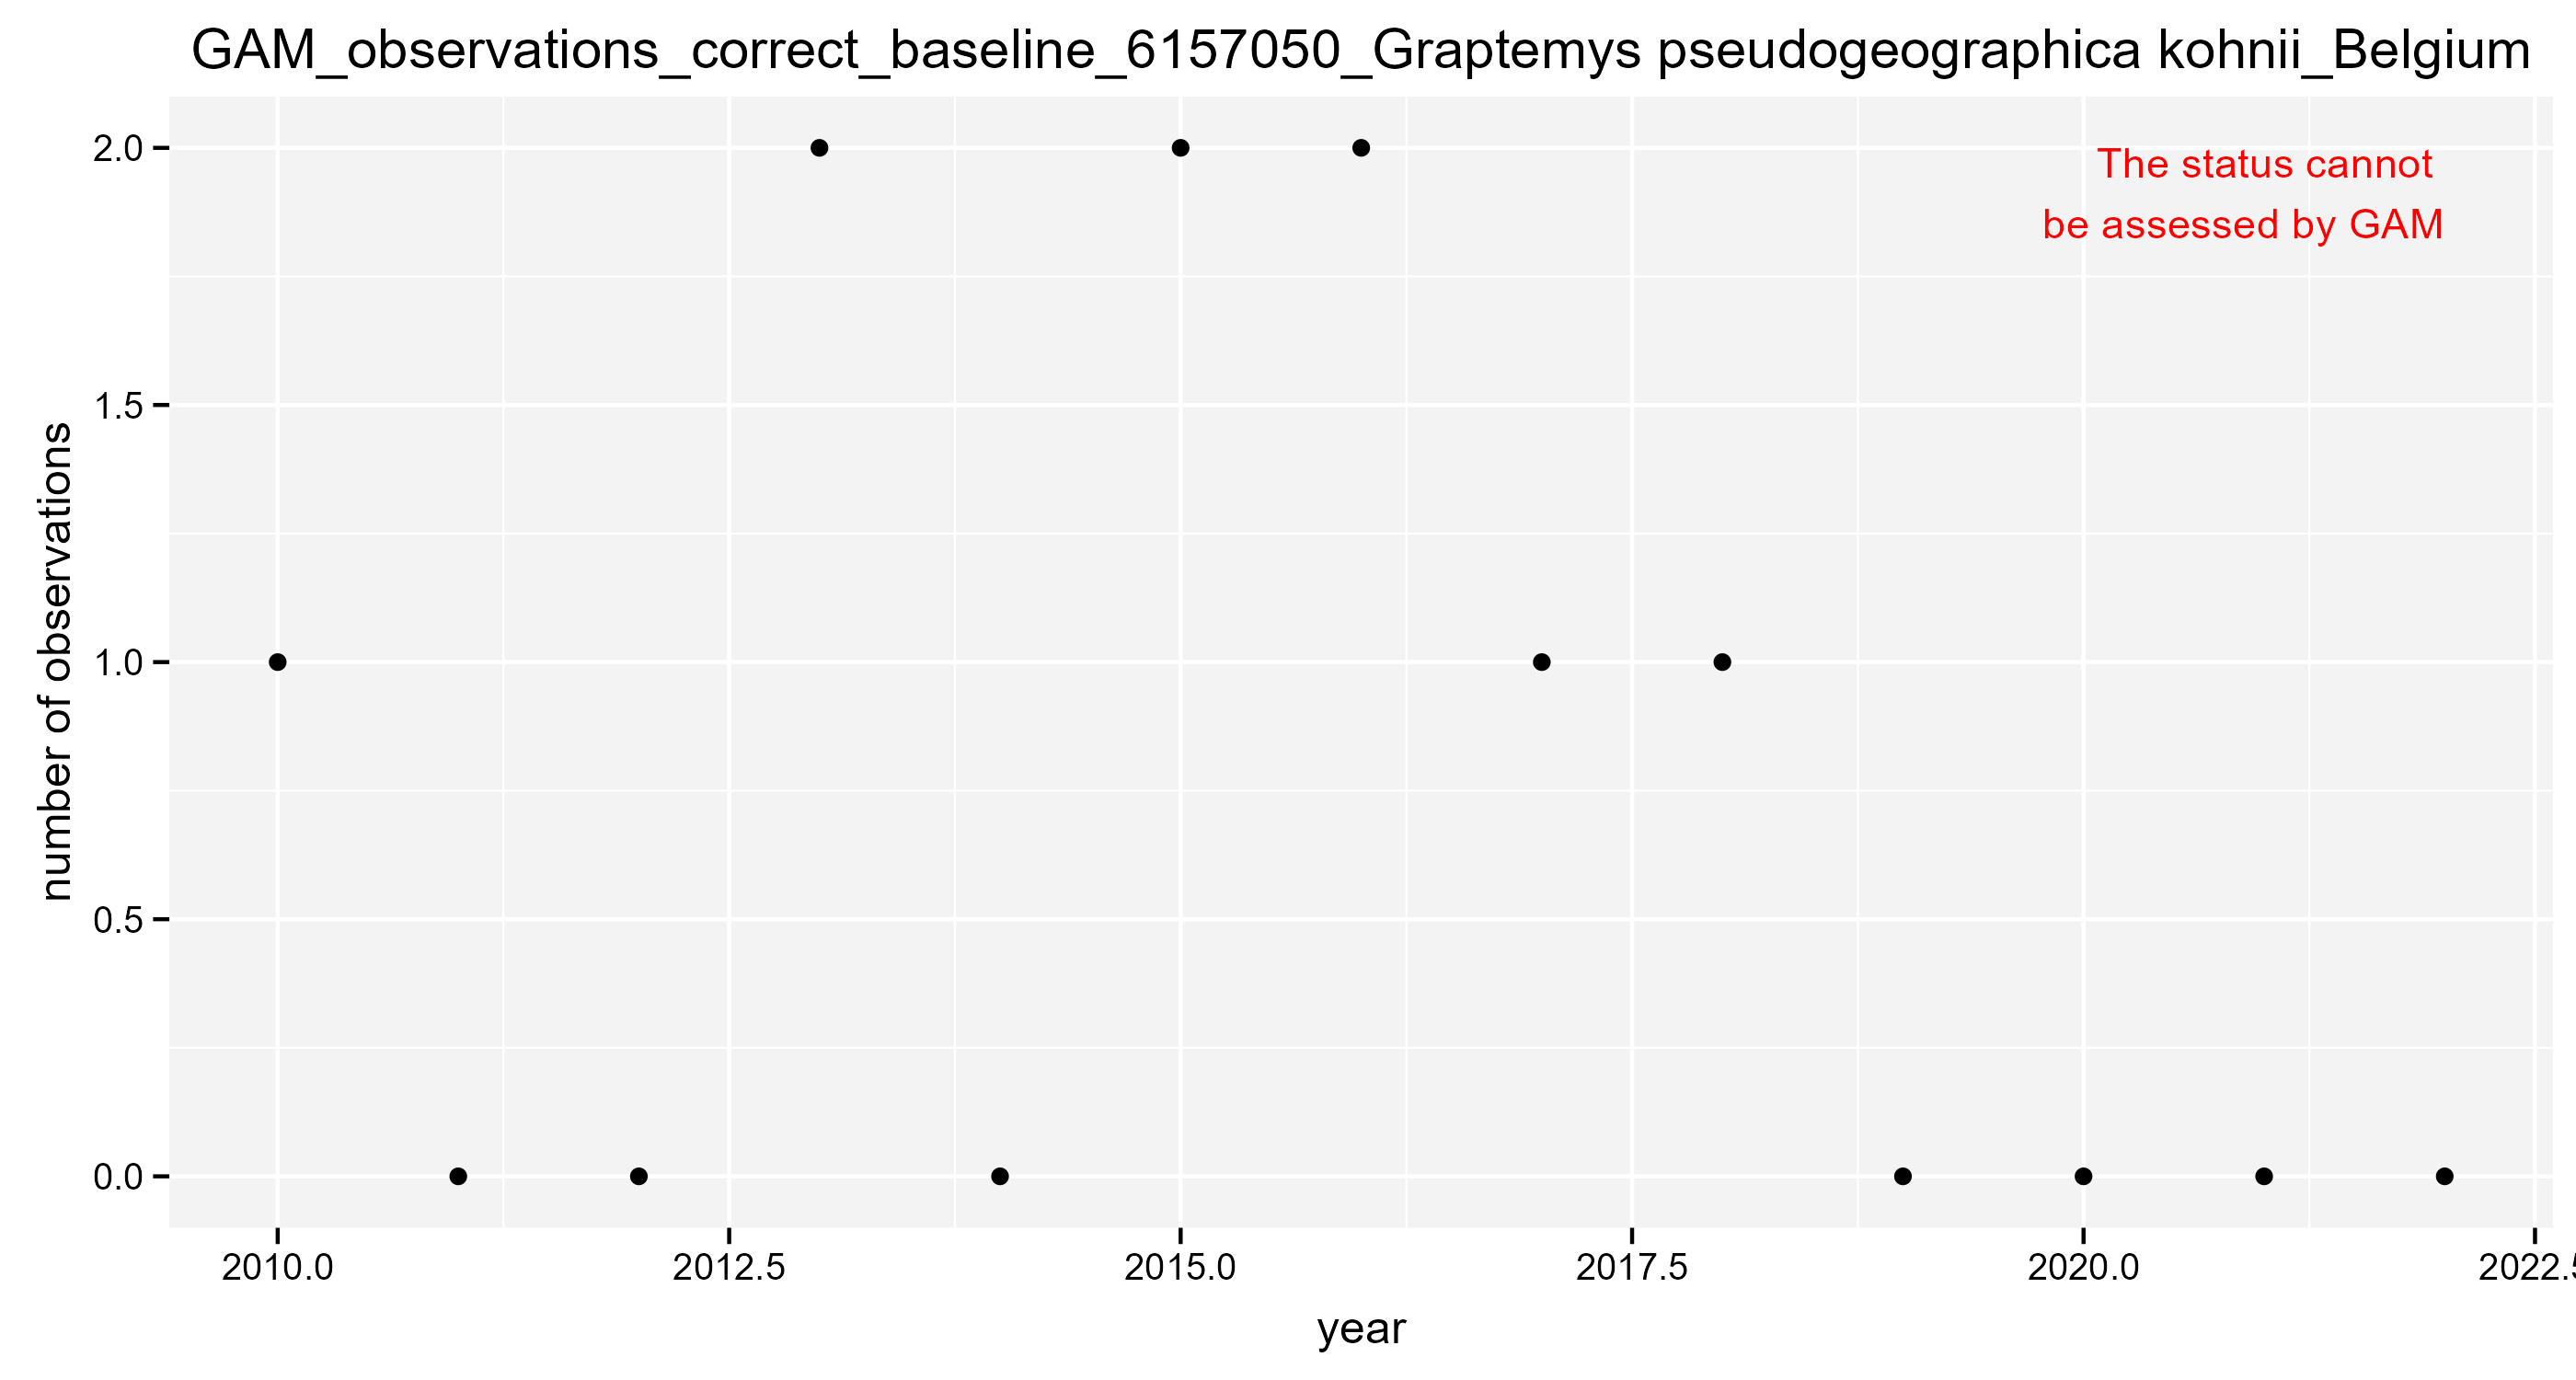 GAM_observations_correct_baseline_6157050_Graptemys pseudogeographica kohnii_Belgium
The status cannot
be assessed by GAM
number of observations
2.0
1.5
1.0
0.5
0.0
2010.0 2012.5 2015.0 2017.5 2020.0 2022.5
year